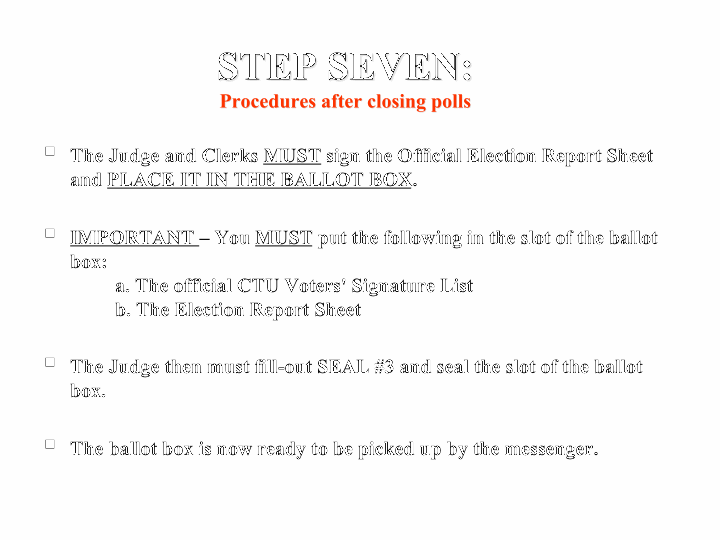 STEP SEVEN:
Procedures after closing polls
The Judge and Clerks MUST sign the Official Election Report Sheet
and PLACE IT IN THE BALLOT BOX.
IMPORTANT – You MUST put the following in the slot of the ballot
box:
a. The official CTU Voters' Signature List
b. The Election Report Sheet
The Judge then must fill-out SEAL #3 and seal the slot of the ballot
box.
The ballot box is now ready to be picked up by the messenger.